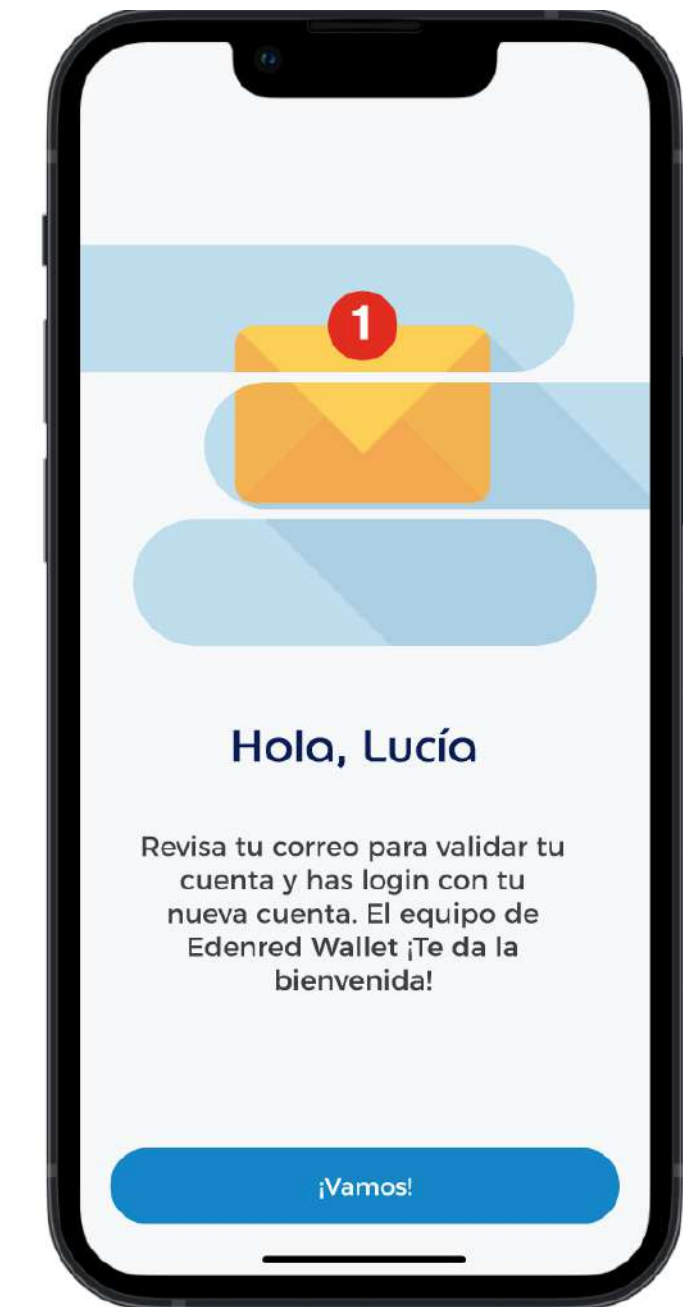 1
Hola, Lucía
Revisa tu correo para validar tu
cuenta y has login con tu
nueva cuenta. El equipo de
Edenred Wallet ¡Te da la
bienvenida!
¡Vamos!